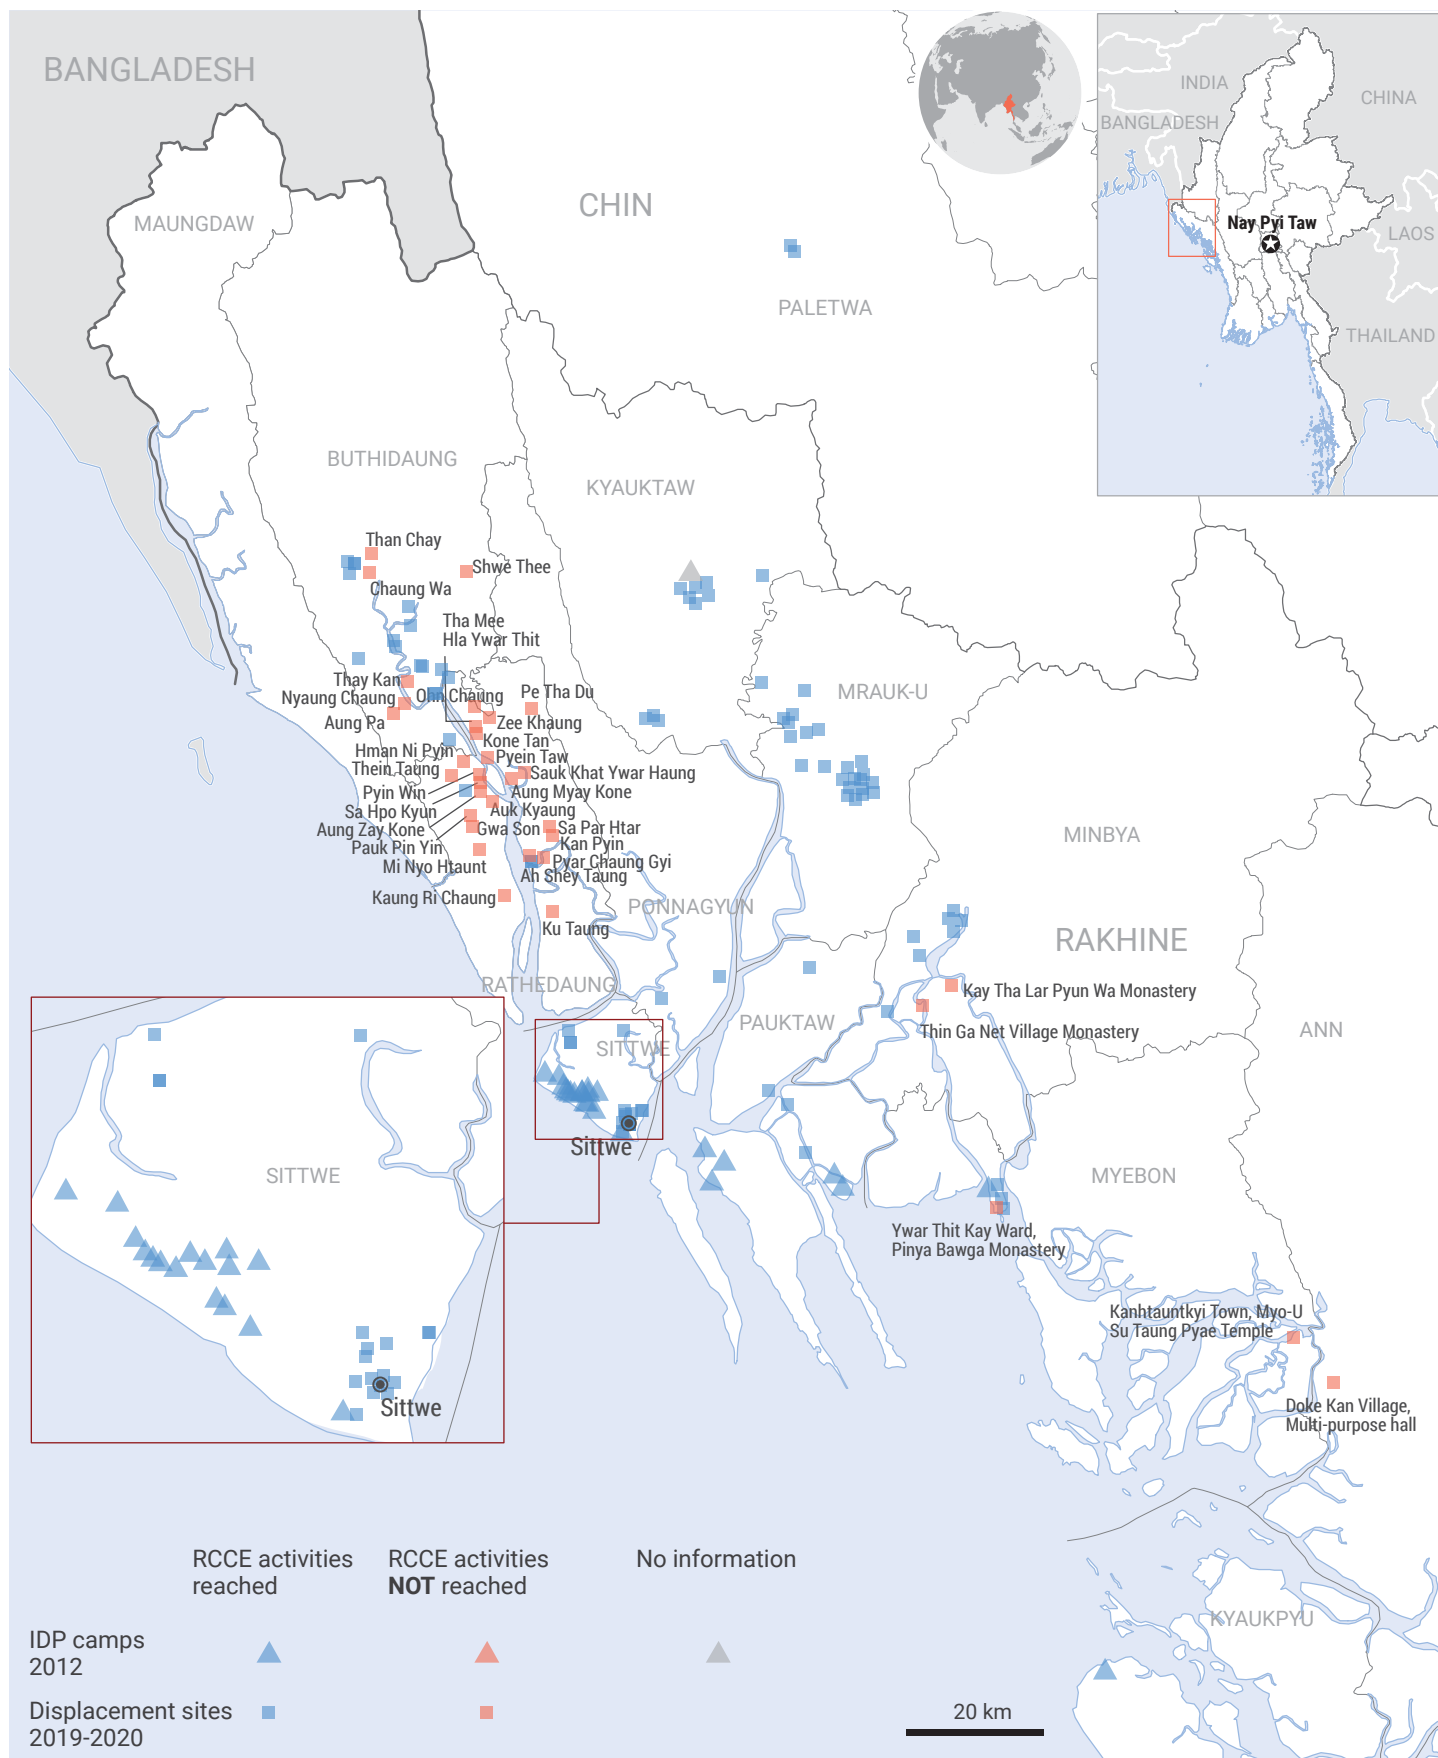 BANGLADESH
INDIA
CHINA
BANGLADESH
Nay Pyi Taw
LAOS
THAILAND
CHIN
MAUNGDAW
PALETWA
BUTHIDAUNG
KYAUKTAW
Than Chay
Shwe Thee
Chaung Wa
Tha Mee
Hla Ywar Thit
Thay Kan
Nyaung Chaung
Ohn Chaung
Pe Tha Du
MRAUK-U
Aung Pa
Zee Khaung
Kone Tan
Hman Ni Pyin
Pyein Taw
Thein Taung
Sauk Khat Ywar Haung
Pyin Win
Aung Myay Kone
Sa Hpo Kyun
Auk Kyaung
Aung Zay Kone
Gwa Son
Sa Par Htar
MINBYA
Pauk Pin Yin
Kan Pyin
Mi Nyo Htaunt
Pyar Chaung Gyi
Ah Shey Taung
Kaung Ri Chaung
PONNAGYUN
Ku Taung
RAKHINE
RATHEDAUNG
Kay Tha Lar Pyun Wa Monastery
PAUKTAW
Thin Ga Net Village Monastery
ANN
SITTWE
Sittwe
SITTWE
MYEBON
Ywar Thit Kay Ward,
Pinya Bawga Monastery
Kanhtauntkyi Town, Myo-U
Su Taung Pyae Temple
Sittwe
Doke Kan Village,
Multi-purpose hall
RCCE activities
reached
RCCE activities
NOT reached
No information
KYAUKPYU
IDP camps
2012
Displacement sites
2019-2020
20 km